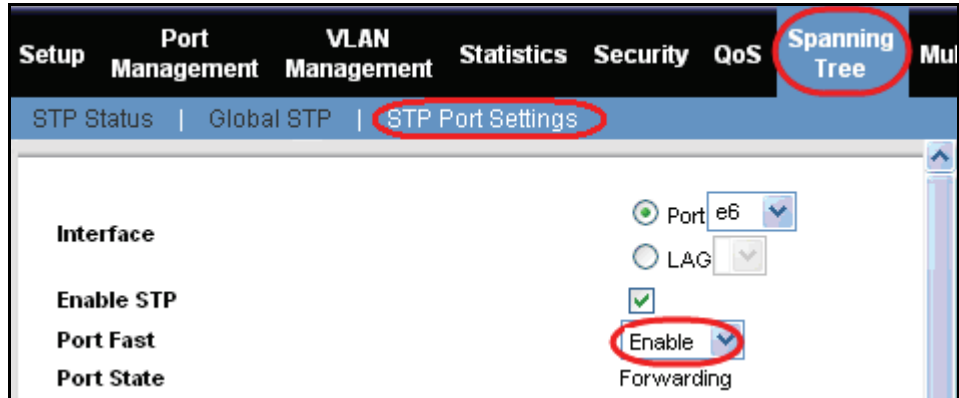 Setup Port Management VLAN Management Statistics Security QoS Spanning Tree Mul
STP Status | Global STP | STP Port Settings
Interface
Port e6
LAG
Enable STP
Port Fast Enable
Port State Forwarding